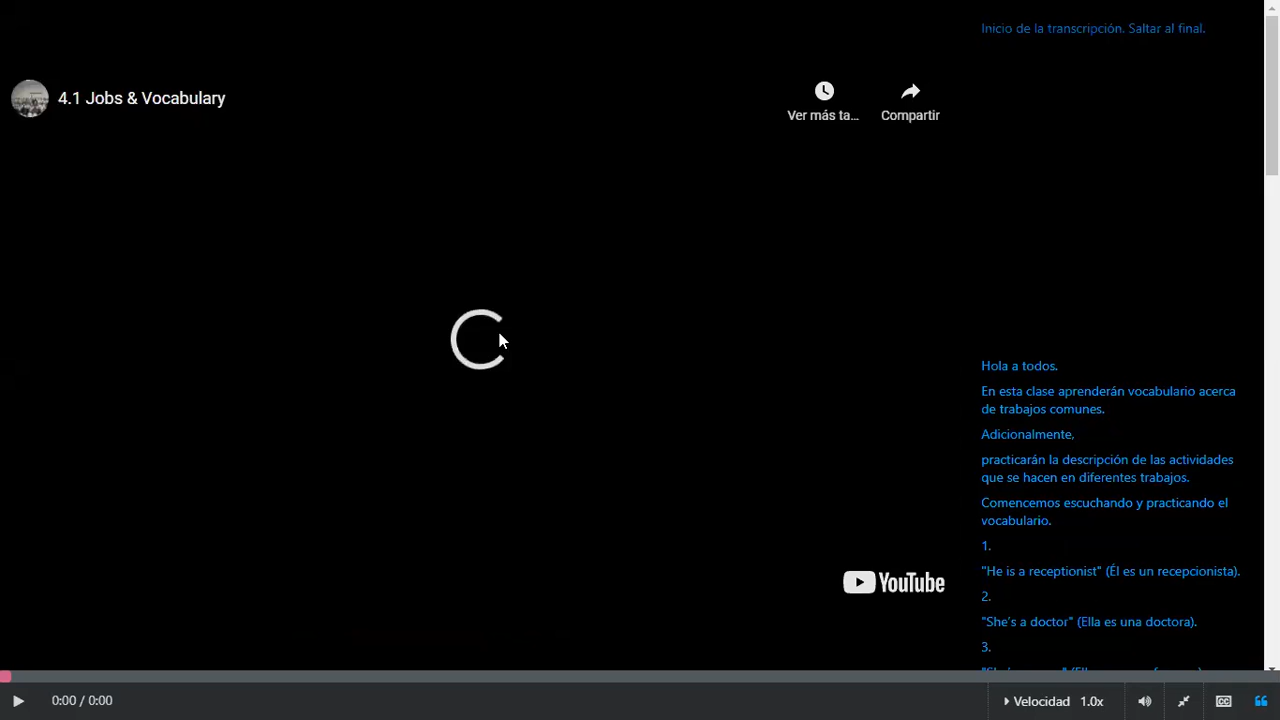 Inicio de la transcripción. Saltar al final.
4.1 Jobs & Vocabulary
Ver más ta...
Compartir
Hola a todos.
En esta clase aprenderán vocabulario acerca
de trabajos comunes.
Adicionalmente,
practicarán la descripción de las actividades
que se hacen en diferentes trabajos.
Comencemos escuchando y practicando el
vocabulario.
1.
"He is a receptionist" (Él es un recepcionista).
2.
"She's a doctor" (Ella es una doctora).
3.
YouTube
0:00 / 0:00
Velocidad 1.0x
CC